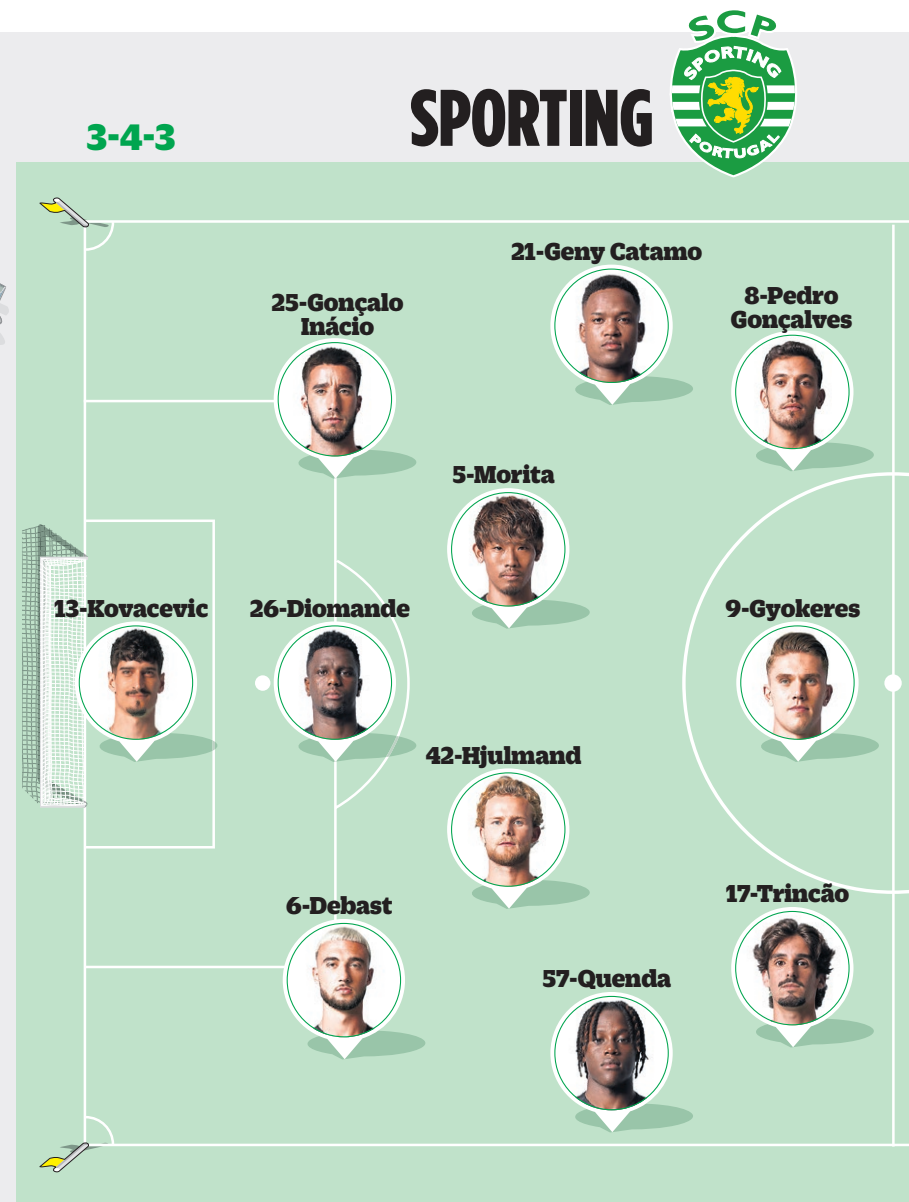 SCP
SPORTING
PORTUGAL
SPORTING
3-4-3
21-Geny Catamo
25-Gonçalo
Inácio
8-Pedro
Gonçalves
5-Morita
13-Kovacevic
26-Diomande
9-Gyokeres
42-Hjulmand
6-Debast
17-Trincão
57-Quenda